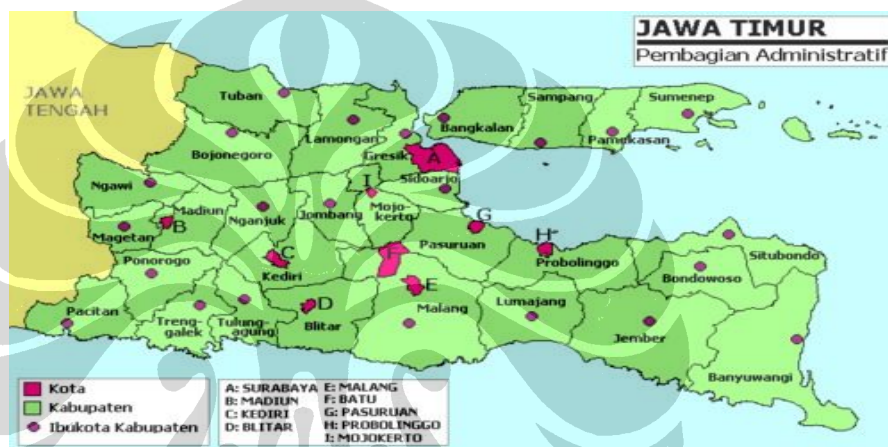 JAWA TIMUR
Pembagian Administratif
JAWA
TENGAH
Tuban
Bojonegoro
Lamongan
Gresik
A
Bangkalan
Sampang
Pamekasan
Sumenep
Ngawi
Magetan
Madiun
B
Nganjuk
Jombang
I
Mojo-
kerto
Sidoarjo
Ponorogo
C
Kediri
F
Pasuruan
G
H
Probolinggo
Situbondo
Bondowoso
Pacitan
Treng-
galek
Tulung-
agung
D
Blitar
E
Malang
Lumajang
Jember
Banyuwangi
Kota
Kabupaten
Ibukota Kabupaten
A: SURABAYA E: MALANG
B: MADIUN F: BATU
C: KEDIRI G: PASURUAN
D: BLITAR H: PROBOLINGGO
I: MOJOKERTO